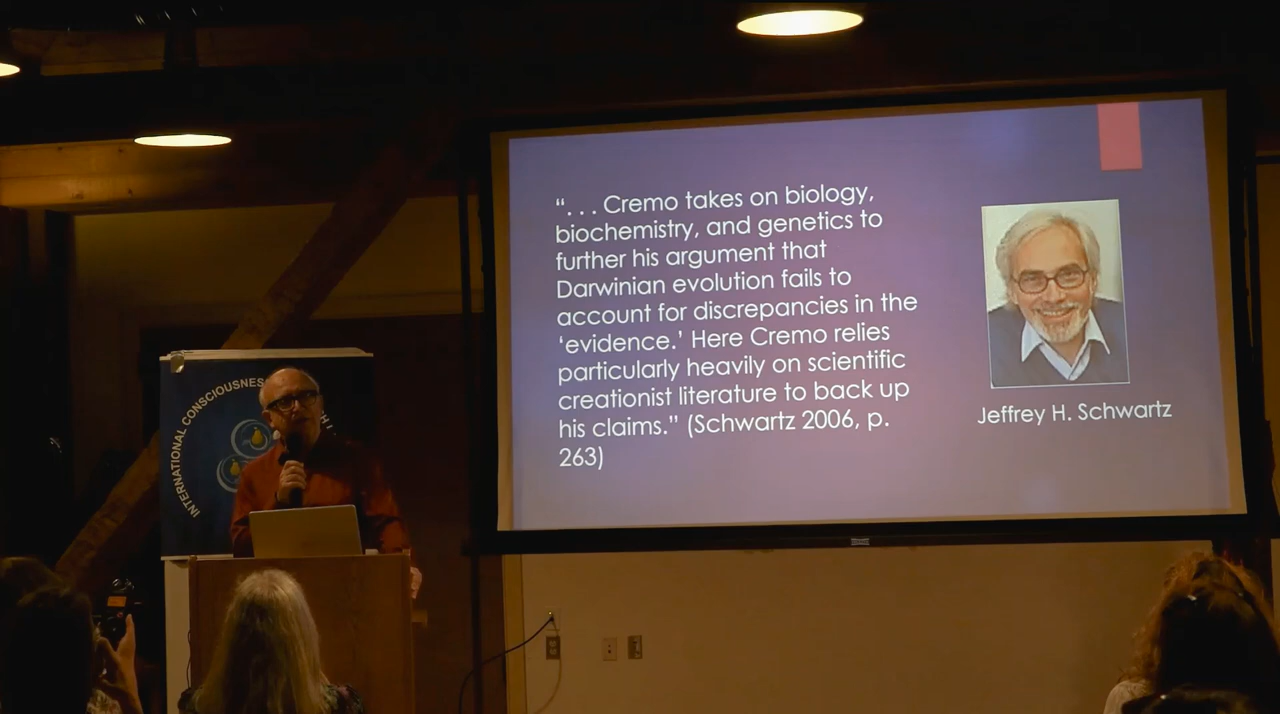 “. . . Cremo takes on biology,
biochemistry, and genetics to
further his argument that
Darwinian evolution fails to
account for discrepancies in the
‘evidence.’ Here Cremo relies
particularly heavily on scientific
creationist literature to back up
his claims.” (Schwartz 2006, p.
263)
Jeffrey H. Schwartz
INTERNATIONAL CONSCIOUSNES